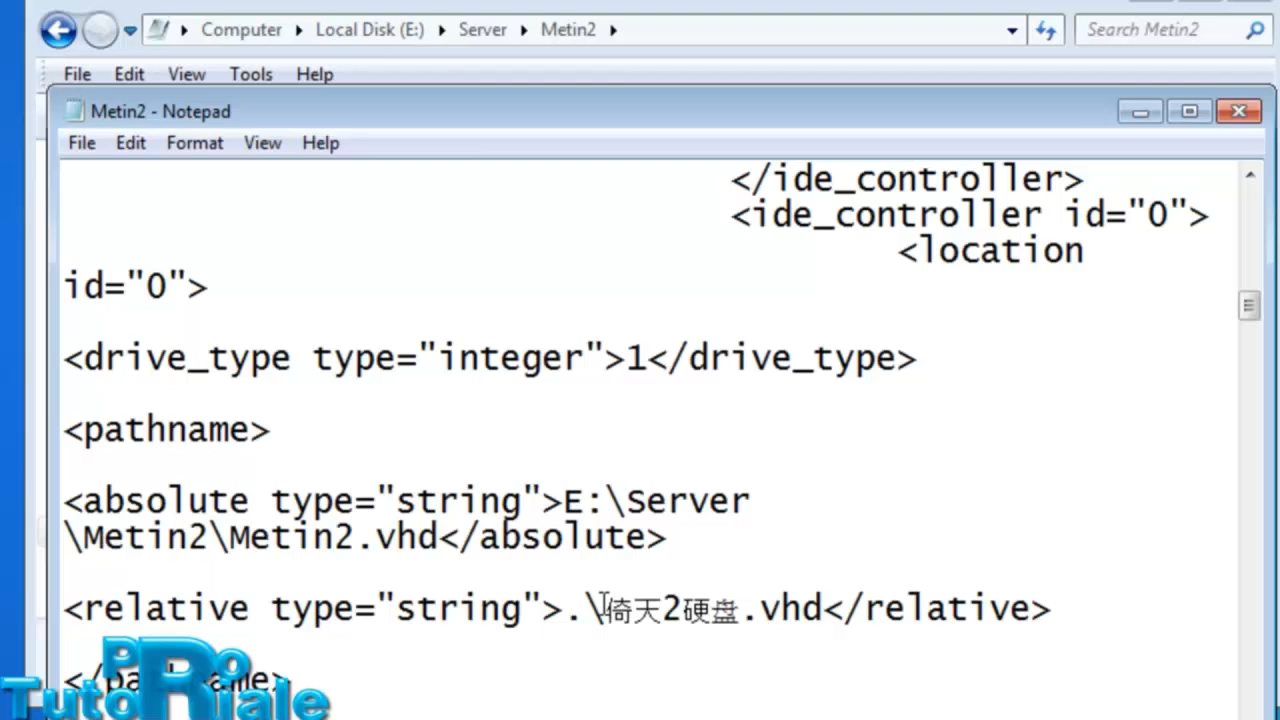 Computer Local Disk (E:) Server Metin2
Search Metin2
File Edit View Tools Help
Metin2 - Notepad
File Edit Format View Help
</ide_controller>
<ide_controller id="0">
<location
id="0">
<drive_type type="integer">1</drive_type>
<pathname>
<absolute type="string">E:\Server
\Metin2\Metin2.vhd</absolute>
<relative type="string">.\倚天2硬盘.vhd</relative>
</pathname>
PRO
Tutoriale